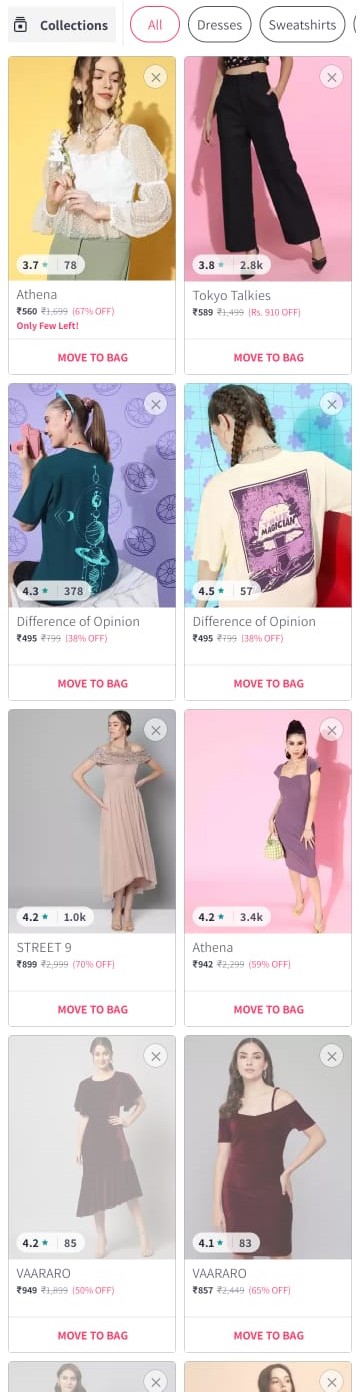 Collections
All
Dresses
Sweatshirts
3.7 ★ | 78
3.8 ★ | 2.8k
Athena
₹560 ₹1,699 (67% OFF)
Only Few Left!
Tokyo Talkies
₹589 ₹1,499 (Rs. 910 OFF)
MOVE TO BAG
MOVE TO BAG
MAGICIAN
4.3 ★ | 378
4.5 ★ | 57
Difference of Opinion
₹495 ₹799 (38% OFF)
Difference of Opinion
₹495 ₹799 (38% OFF)
MOVE TO BAG
MOVE TO BAG
4.2 ★ | 1.0k
4.2 ★ | 3.4k
STREET 9
₹899 ₹2,999 (70% OFF)
Athena
₹942 ₹2,299 (59% OFF)
MOVE TO BAG
MOVE TO BAG
4.2 ★ | 85
4.1 ★ | 83
VAARARO
₹949 ₹1,899 (50% OFF)
VAARARO
₹857 ₹2,449 (65% OFF)
MOVE TO BAG
MOVE TO BAG